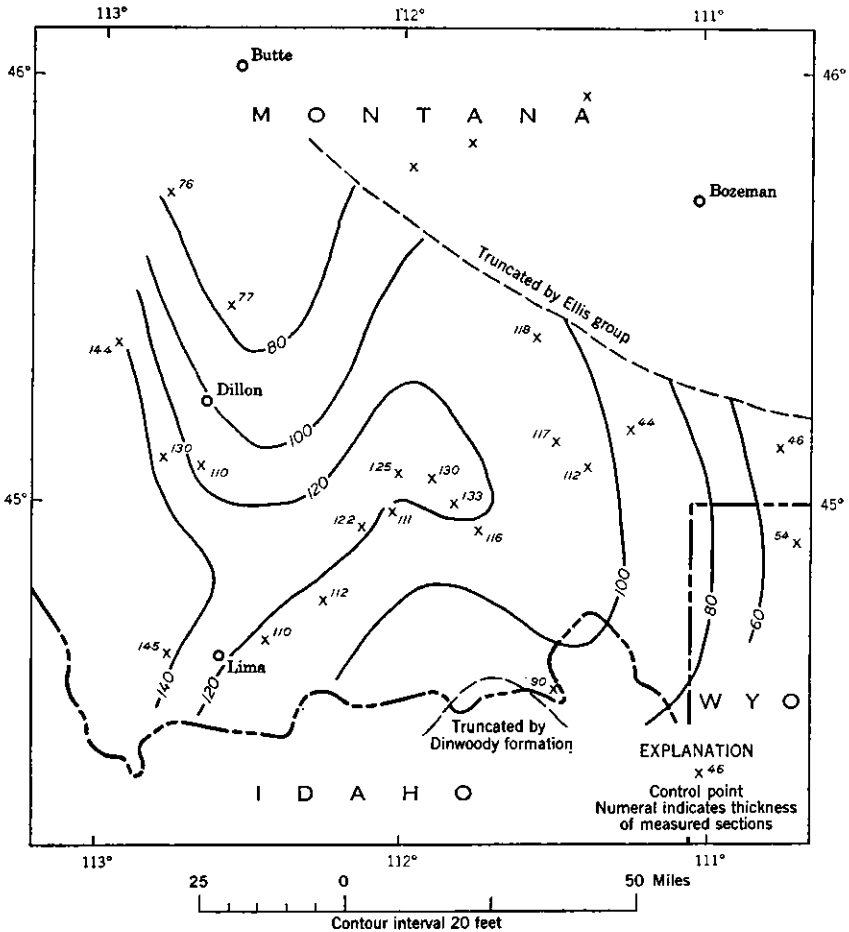 113° 112° 111°
46° 46°
Butte
M O N T A N A
76
Bozeman
77
Truncated by Ellis group
80
118
144
Dillon
100
44
117
46
130
110
125
130
112
120
133
45° 45°
122
111
116
54
112
100
80
60
110
145
Lima
140
120
90
W Y O
Truncated by
Dinwoody formation
EXPLANATION
46
Control point
Numeral indicates thickness
of measured sections
I D A H O
113° 112° 111°
25 0 50 Miles
Contour interval 20 feet